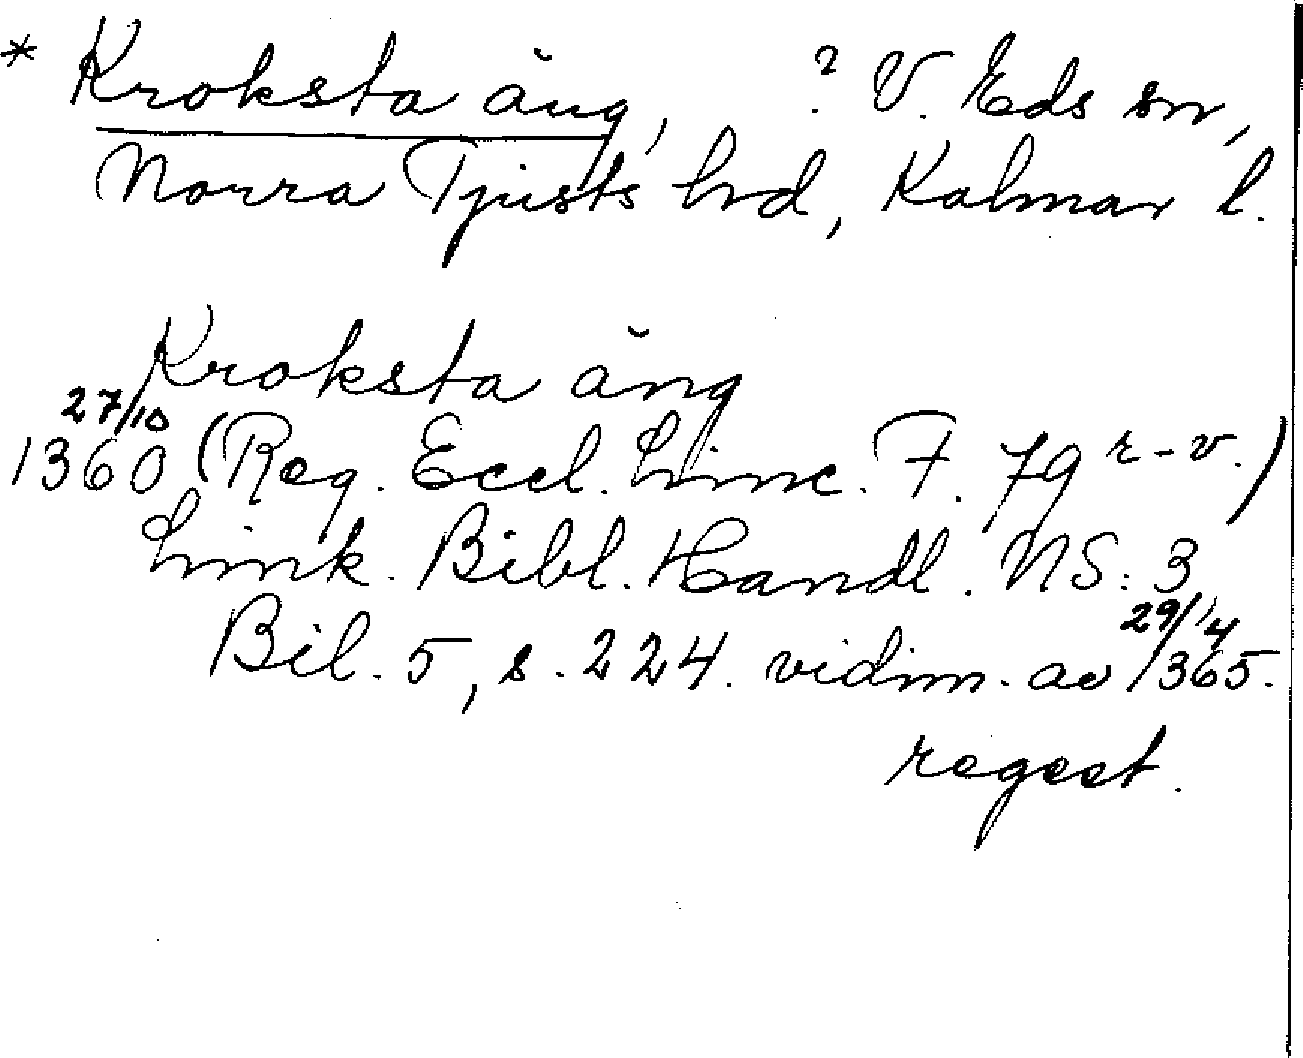 * Kroksta äng, ? V. Eds sn,
Norra Tjusts hd, Kalmar l.
Kroksta äng
27/10 1360 (Reg. Eccl. Linc. F. 79 r-v.)
Link. Bibl. Handl. NS: 3,
Bil. 5, s. 224. vidim. av 29/4 1365.
regest.